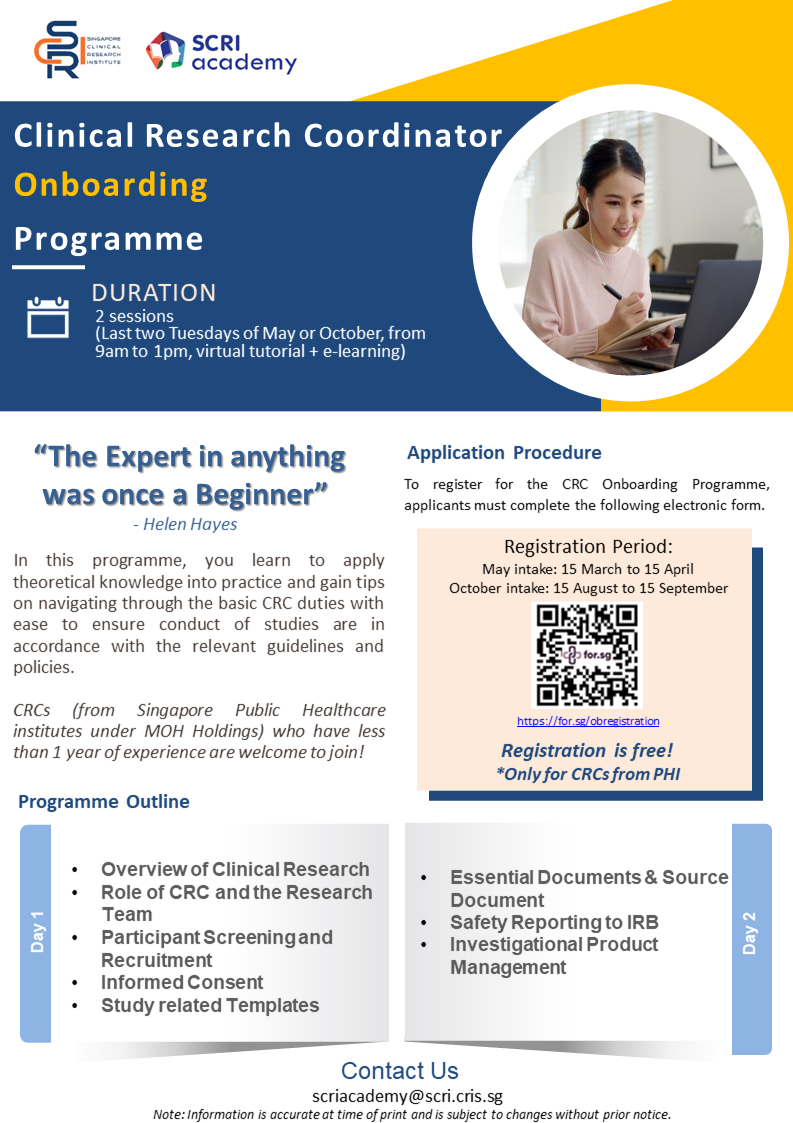 SINGAPORE
CLINICAL
RESEARCH
INSTITUTE
SCRI
academy
Clinical Research Coordinator
Onboarding
Programme
DURATION
2 sessions
(Last two Tuesdays of May or October, from
9am to 1pm, virtual tutorial + e-learning)
“The Expert in anything
was once a Beginner”
- Helen Hayes
In this programme, you learn to apply
theoretical knowledge into practice and gain tips
on navigating through the basic CRC duties with
ease to ensure conduct of studies are in
accordance with the relevant guidelines and
policies.
CRCs (from Singapore Public Healthcare
institutes under MOH Holdings) who have less
than 1 year of experience are welcome to join!
Application Procedure
To register for the CRC Onboarding Programme,
applicants must complete the following electronic form.
Registration Period:
May intake: 15 March to 15 April
October intake: 15 August to 15 September
for.sg
https://for.sg/obregistration
Registration is free!
*Only for CRCs from PHI
Programme Outline
Day 1
• Overview of Clinical Research
• Role of CRC and the Research
Team
• Participant Screening and
Recruitment
• Informed Consent
• Study related Templates
• Essential Documents & Source
Document
• Safety Reporting to IRB
• Investigational Product
Management
Day 2
Contact Us
scriacademy@scri.cris.sg
Note: Information is accurate at time of print and is subject to changes without prior notice.